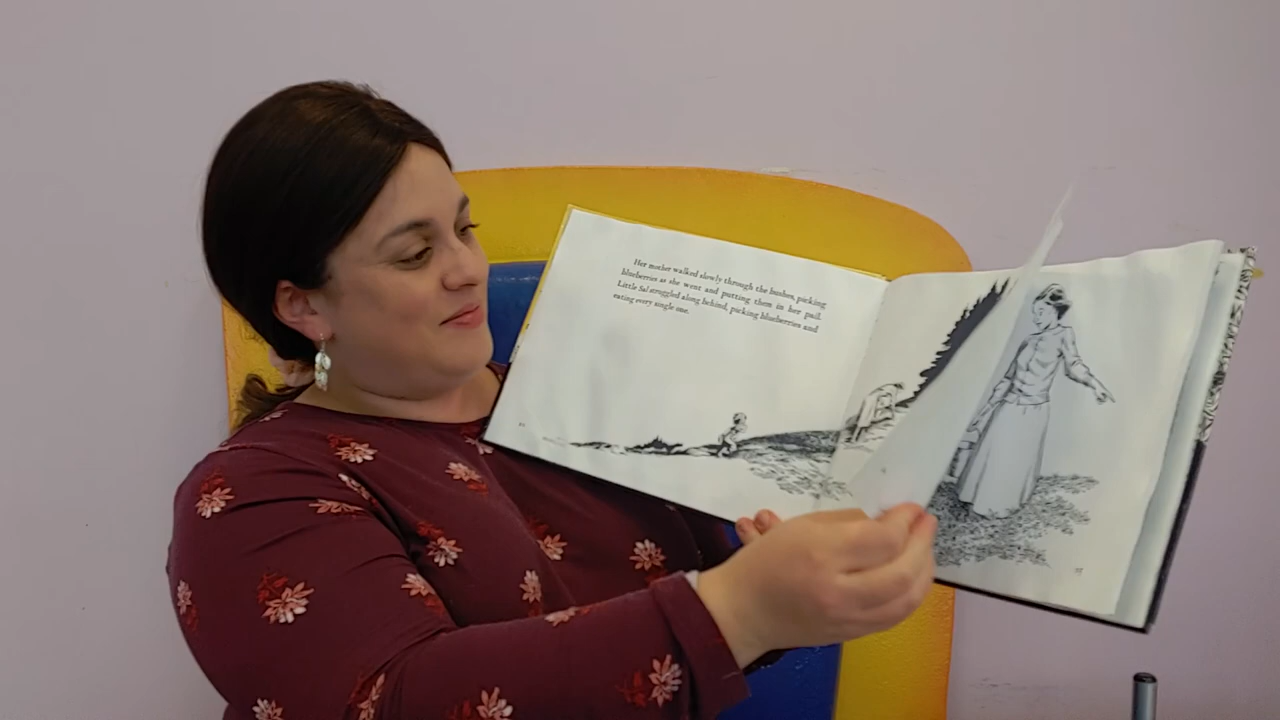 Her mother walked slowly through the bushes, picking
blueberries as she went and putting them in her pail.
Little Sal struggled along behind, picking blueberries and
eating every single one.